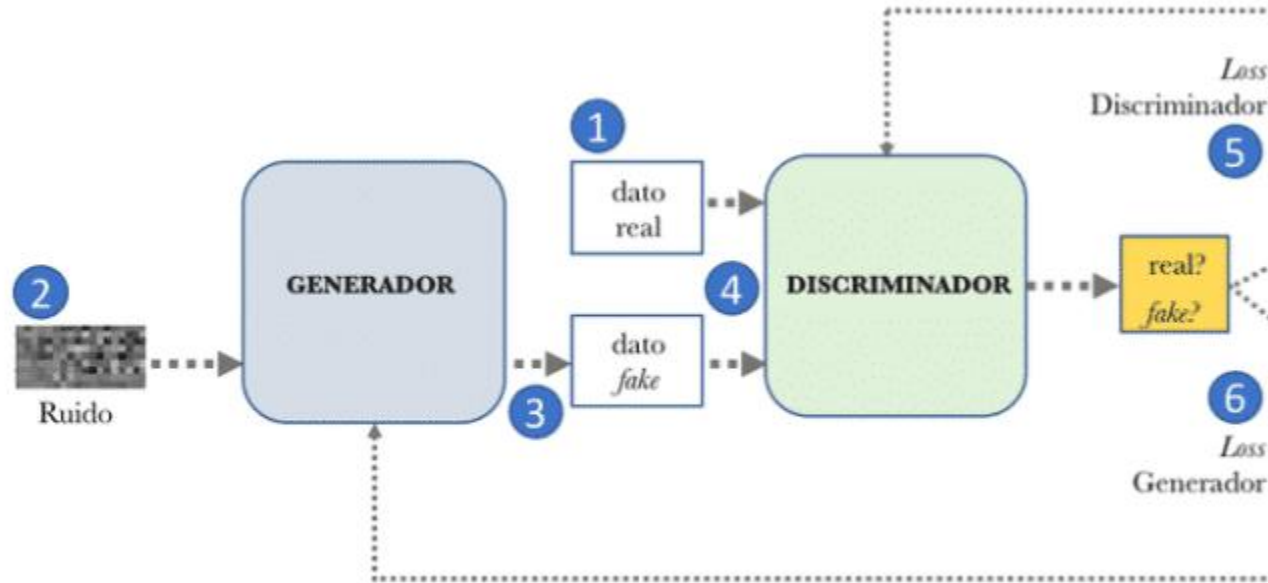 Loss
Discriminador
1
5
dato
real
GENERADOR
4
DISCRIMINADOR
real?
fake?
2
dato
fake
Ruido
3
6
Loss
Generador